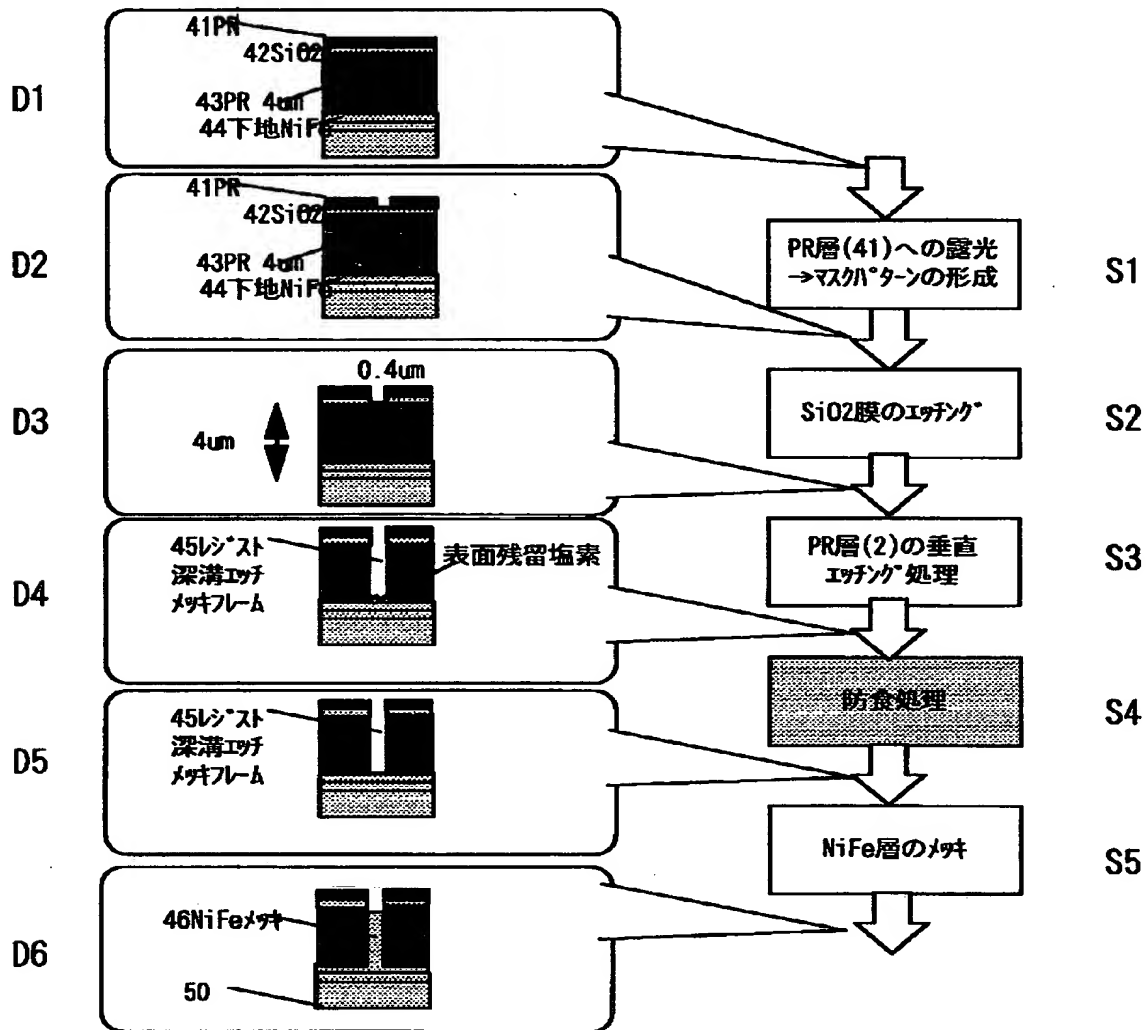 D1
41PR
42SiO2
43PR 4um
44下地NiFe
D2
41PR
42SiO2
43PR 4um
44下地NiFe
PR層(41)への露光
→マスクパターンの形成
S1
D3
0.4um
4um
SiO2膜のエッチング
S2
D4
45レジスト
深溝エッチ
メッキフレーム
表面残留塩素
PR層(2)の垂直
エッチング処理
S3
防食処理
S4
D5
45レジスト
深溝エッチ
メッキフレーム
NiFe層のメッキ
S5
D6
46NiFeメッキ
50